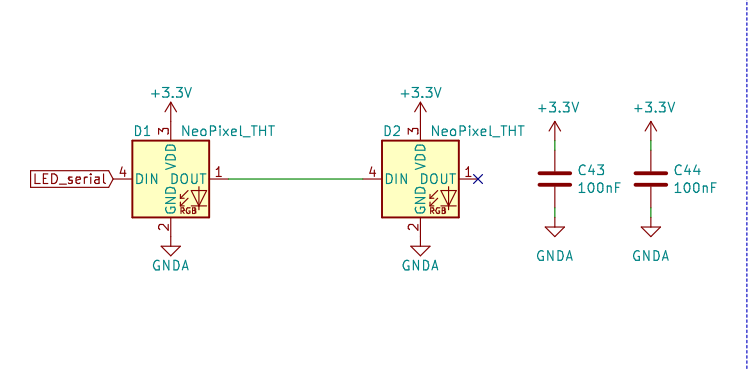 +3.3V
+3.3V
+3.3V
+3.3V
D1
3
NeoPixel_THT
D2
3
NeoPixel_THT
VDD
VDD
LED_serial
4
DIN
DOUT
1
4
DIN
DOUT
1
C43
100nF
C44
100nF
GND
RGB
GND
RGB
2
2
GNDA
GNDA
GNDA
GNDA